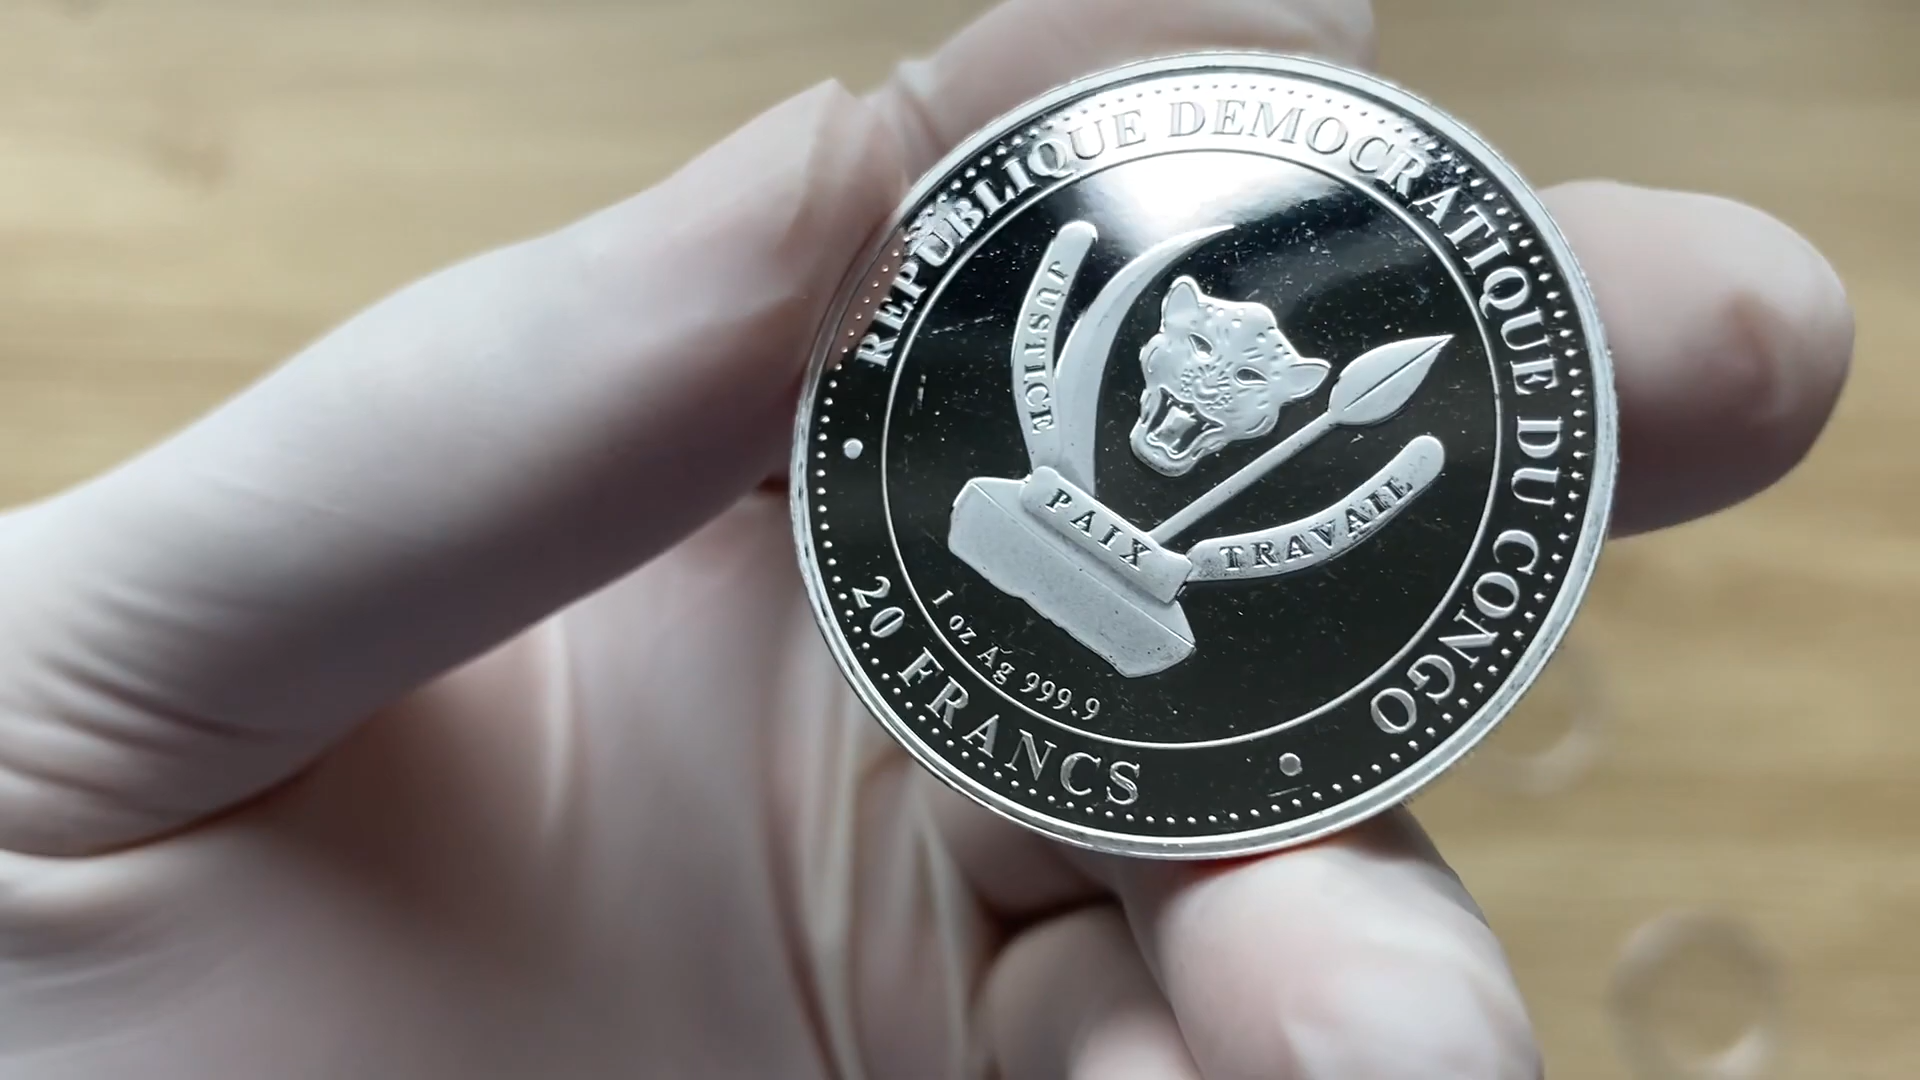 REPUBLIQUE DEMOCRATIQUE DU CONGO
JUSTICE
PAIX
TRAVAIL
1 oz Ag 999.9
20 FRANCS